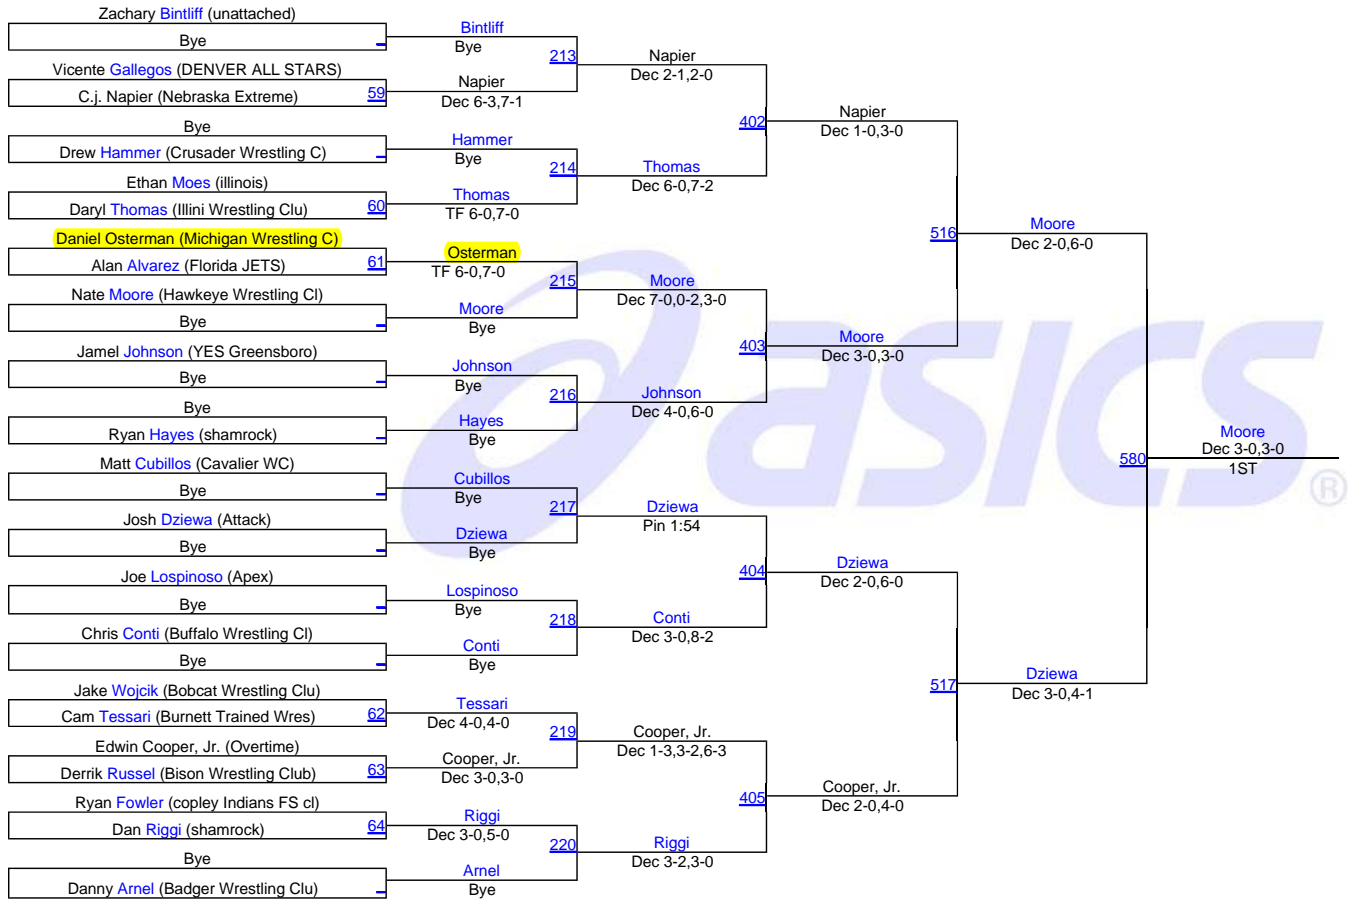 Zachary Bintliff (unattached)
Bye
Vicente Gallegos (DENVER ALL STARS)
C.j. Napier (Nebraska Extreme)
59
Bye
Drew Hammer (Crusader Wrestling C)
Ethan Moes (illinois)
Daryl Thomas (Illini Wrestling Clu)
60
Daniel Osterman (Michigan Wrestling C)
Alan Alvarez (Florida JETS)
61
Nate Moore (Hawkeye Wrestling Cl)
Bye
Jamel Johnson (YES Greensboro)
Bye
Bye
Ryan Hayes (shamrock)
Matt Cubillos (Cavalier WC)
Bye
Josh Dziewa (Attack)
Bye
Joe Lospinoso (Apex)
Bye
Chris Conti (Buffalo Wrestling Cl)
Bye
Jake Wojcik (Bobcat Wrestling Clu)
Cam Tessari (Burnett Trained Wres)
62
Edwin Cooper, Jr. (Overtime)
Derrik Russel (Bison Wrestling Club)
63
Ryan Fowler (copley Indians FS cl)
Dan Riggi (shamrock)
64
Bye
Danny Arnel (Badger Wrestling Clu)
Bintliff
Bye
213
Napier
Dec 6-3,7-1
Hammer
Bye
214
Thomas
TF 6-0,7-0
Osterman
TF 6-0,7-0
215
Moore
Bye
Johnson
Bye
216
Hayes
Bye
Cubillos
Bye
217
Dziewa
Bye
Lospinoso
Bye
218
Conti
Bye
Tessari
Dec 4-0,4-0
219
Cooper, Jr.
Dec 3-0,3-0
Riggi
Dec 3-0,5-0
220
Arnel
Bye
Napier
Dec 2-1,2-0
402
Thomas
Dec 6-0,7-2
Moore
Dec 7-0,0-2,3-0
403
Johnson
Dec 4-0,6-0
Dziewa
Pin 1:54
404
Conti
Dec 3-0,8-2
Cooper, Jr.
Dec 1-3,3-2,6-3
405
Riggi
Dec 3-2,3-0
Napier
Dec 1-0,3-0
516
Moore
Dec 3-0,3-0
Dziewa
Dec 2-0,6-0
517
Cooper, Jr.
Dec 2-0,4-0
Moore
Dec 2-0,6-0
580
Dziewa
Dec 3-0,4-1
Moore
Dec 3-0,3-0
1ST
asics®